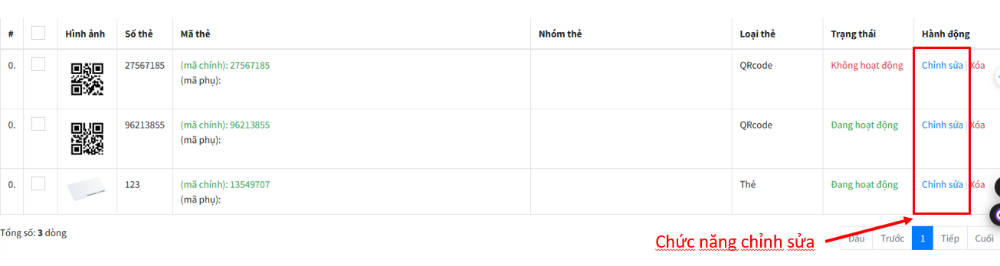 # Hình ảnh Số thẻ Mã thẻ Nhóm thẻ Loại thẻ Trạng thái Hành động
0. 27567185 (mã chính): 27567185 QRcode Không hoạt động Chỉnh sửa | Xóa
(mã phụ):
0. 96213855 (mã chính): 96213855 QRcode Đang hoạt động Chỉnh sửa | Xóa
(mã phụ):
0. 123 (mã chính): 13549707 Thẻ Đang hoạt động Chỉnh sửa | Xóa
(mã phụ):
Tổng số: 3 dòng
Đầu Trước 1 Tiếp Cuối
Chức năng chỉnh sửa